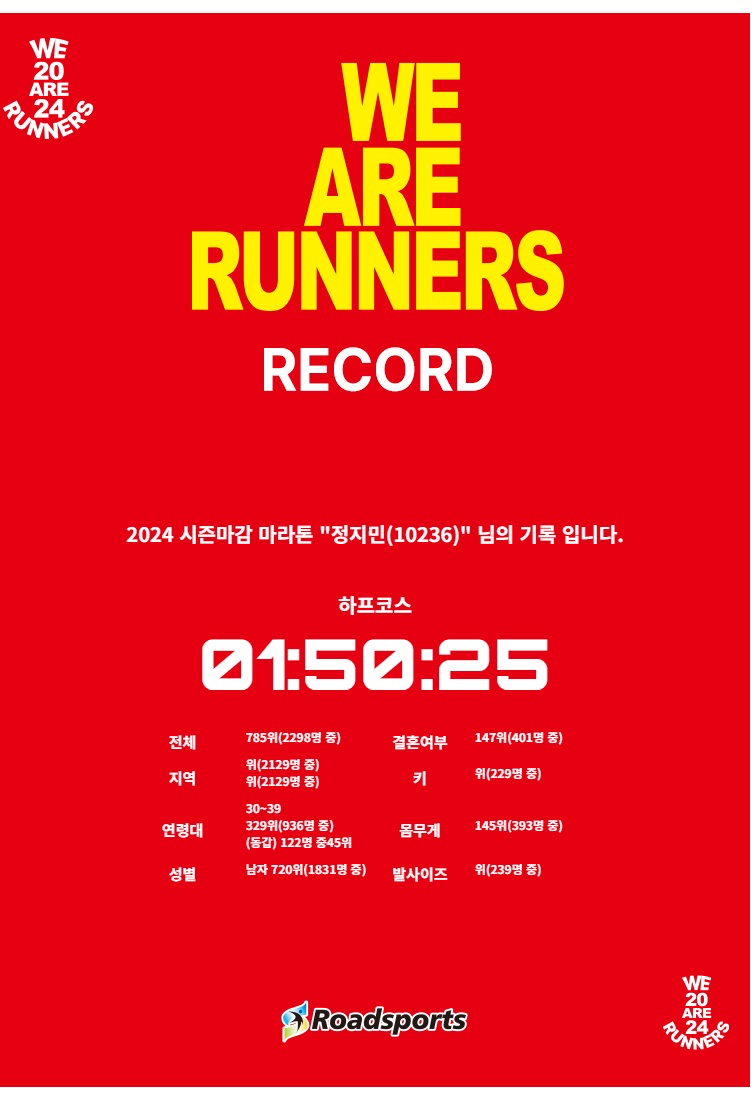 WE
20
ARE
24
RUNNERS
WE
ARE
RUNNERS
RECORD
2024 시즌마감 마라톤 "정지민(10236)" 님의 기록 입니다.
하프코스
01:50:25
전체 785위(2298명 중) 결혼여부 147위(401명 중)
지역 위(2129명 중)
위(2129명 중)
키 위(229명 중)
연령대 30~39
329위(936명 중)
(동갑) 122명 중45위
몸무게 145위(393명 중)
성별 남자 720위(1831명 중) 발사이즈 위(239명 중)
Roadsports
WE
20
ARE
24
RUNNERS